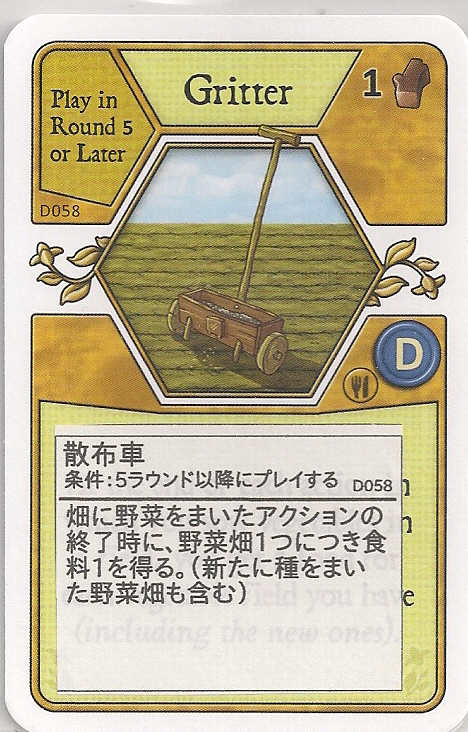 Play in
Round 5
or Later
Gritter
1
D058
D
散布車
条件:5ラウンド以降にプレイする D058
畑に野菜をまいたアクションの
終了時に、野菜畑1つにつき食
料1を得る。(新たに種をまい
た野菜畑も含む)
field you have
(including the new ones).